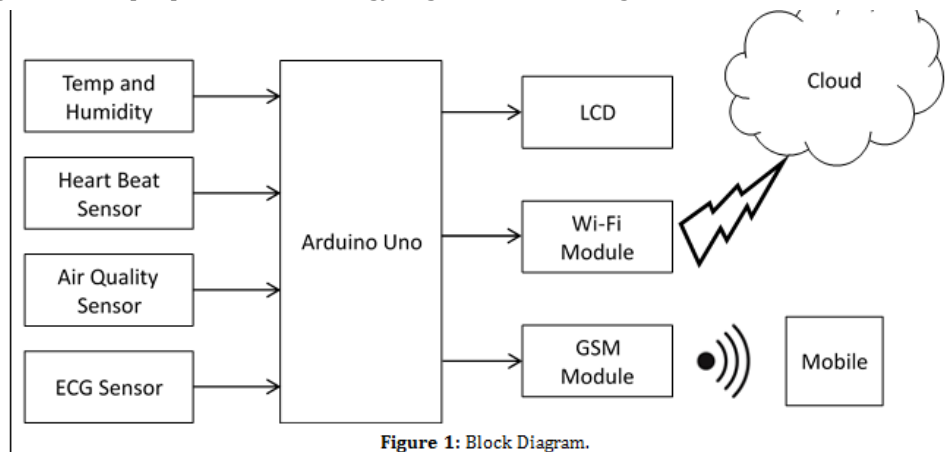 Temp and
Humidity
Heart Beat
Sensor
Air Quality
Sensor
ECG Sensor
Arduino Uno
LCD
Wi-Fi
Module
GSM
Module
Cloud
Mobile
Figure 1: Block Diagram.